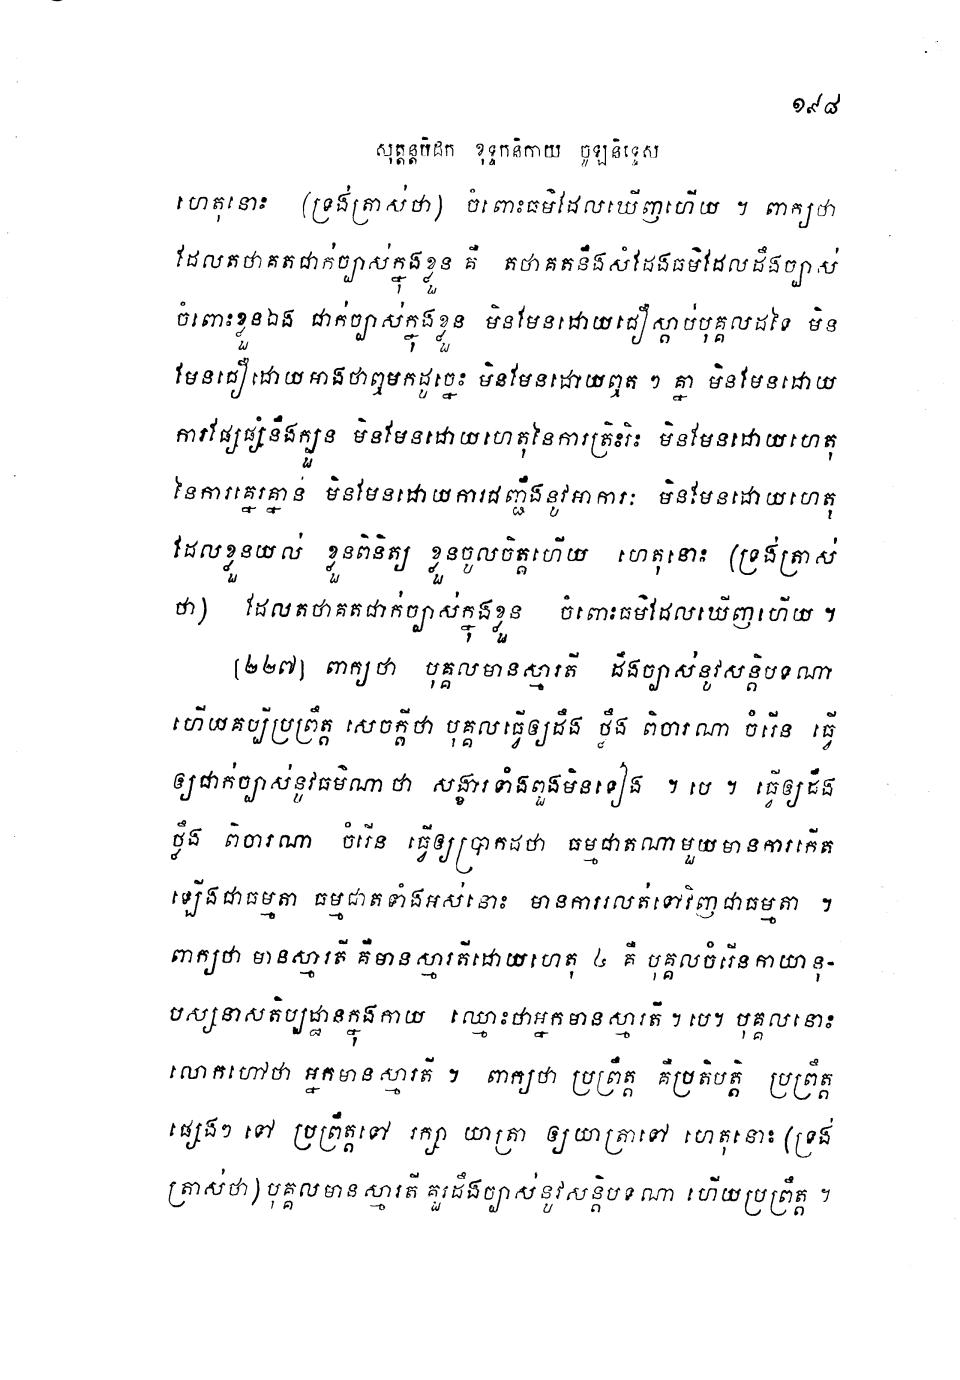 ១៩៨
សុត្តន្តបិដក ខុទ្ទកនិកាយ ចូឡនិទ្ទេស
ហេតុនោះ (ទ្រង់ត្រាស់ថា) ចំពោះធម៌ដែលឃើញហើយ ។ ពាក្យថា
ដែលតថាគតជាក់ច្បាស់ក្នុងខ្លួន គឺ តថាគតនឹងសំដែងធម៌ដែលដឹងច្បាស់
ចំពោះខ្លួនឯង ជាក់ច្បាស់ក្នុងខ្លួន មិនមែនដោយជឿស្តាប់បុគ្គលដទៃ មិន
មែនជឿដោយអាងថាឮមកដូច្នេះ មិនមែនដោយឮត ៗ គ្នា មិនមែនដោយ
ការផ្សេផ្សំនឹងក្បួន មិនមែនដោយហេតុនៃការត្រិះរិះ មិនមែនដោយហេតុ
នៃការគ្នេរគ្នាន់ មិនមែនដោយការជញ្ជឹងនូវអាការៈ មិនមែនដោយហេតុ
ដែលខ្លួនយល់ ខ្លួនពិនិត្យ ខ្លួនចូលចិត្តហើយ ហេតុនោះ (ទ្រង់ត្រាស់
ថា) ដែលតថាគតជាក់ច្បាស់ក្នុងខ្លួន ចំពោះធម៌ដែលឃើញហើយ ។
[២២៧] ពាក្យថា បុគ្គលមានស្មារតី ដឹងច្បាស់នូវសន្តិបទណា
ហើយគប្បីប្រព្រឹត្ត សេចក្តីថា បុគ្គលធ្វើឲ្យដឹង ថ្លឹង ពិចារណា ចំរើន ធ្វើ
ឲ្យជាក់ច្បាស់នូវធម៌ណា ថា សង្ខារទាំងពួងមិនទៀង ។ បេ ។ ធ្វើឲ្យដឹង
ថ្លឹង ពិចារណា ចំរើន ធ្វើឲ្យប្រាកដថា ធម្មជាតណាមួយមានការកើត
ឡើងជាធម្មតា ធម្មជាតទាំងអស់នោះ មានការរលត់ទៅវិញជាធម្មតា ។
ពាក្យថា មានស្មារតី គឺមានស្មារតីដោយហេតុ ៤ គឺ បុគ្គលចំរើនកាយានុ-
បស្សនាសតិប្បដ្ឋានក្នុងកាយ ឈ្មោះថាអ្នកមានស្មារតី ។ បេ។ បុគ្គលនោះ
លោកហៅថា អ្នកមានស្មារតី ។ ពាក្យថា ប្រព្រឹត្ត គឺប្រតិបត្តិ ប្រព្រឹត្ត
ផ្សេងៗ ទៅ ប្រព្រឹត្តទៅ រក្សា យាត្រា ឲ្យយាត្រាទៅ ហេតុនោះ (ទ្រង់
ត្រាស់ថា) បុគ្គលមានស្មារតី គួរដឹងច្បាស់នូវសន្តិបទណា ហើយប្រព្រឹត្ត ។